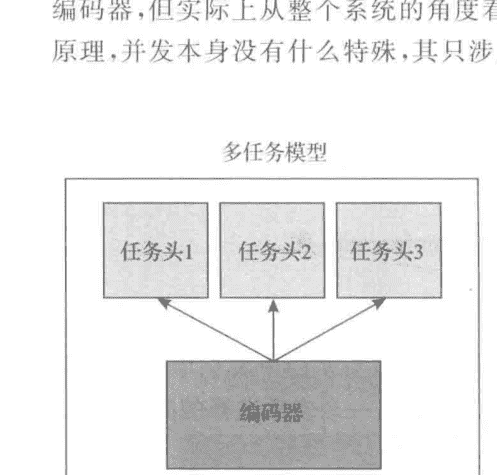 编码器,但实际上从整个系统的角度看
原理,并发本身没有什么特殊,其只涉
多任务模型
任务头1 任务头2 任务头3
编码器